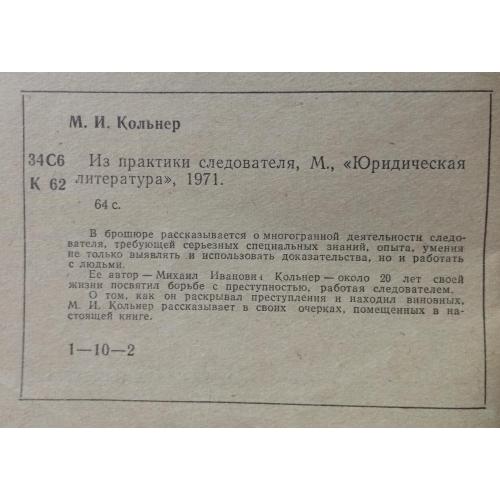 М. И. Кольнер
34С6
К 62
Из практики следователя, М., «Юридическая
литература», 1971.
64 с.
В брошюре рассказывается о многогранной деятельности следо-
вателя, требующей серьезных специальных знаний, опыта, умения
не только выявлять и использовать доказательства, но и работать
с людьми.
Ее автор — Михаил Иванович Кольнер — около 20 лет своей
жизни посвятил борьбе с преступностью, работая следователем.
О том, как он раскрывал преступления и находил виновных,
М. И. Кольнер рассказывает в своих очерках, помещенных в на-
стоящей книге.
1—10—2